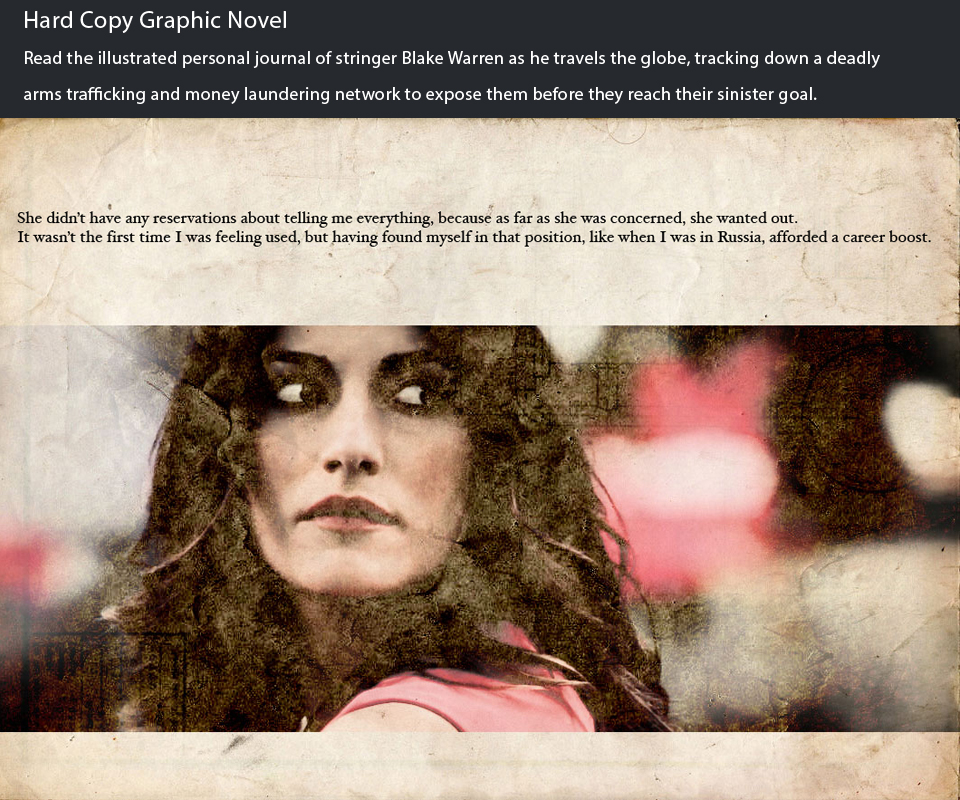 Hard Copy Graphic Novel
Read the illustrated personal journal of stringer Blake Warren as he travels the globe, tracking down a deadly
arms trafficking and money laundering network to expose them before they reach their sinister goal.
She didn’t have any reservations about telling me everything, because as far as she was concerned, she wanted out.
It wasn’t the first time I was feeling used, but having found myself in that position, like when I was in Russia, afforded a career boost.